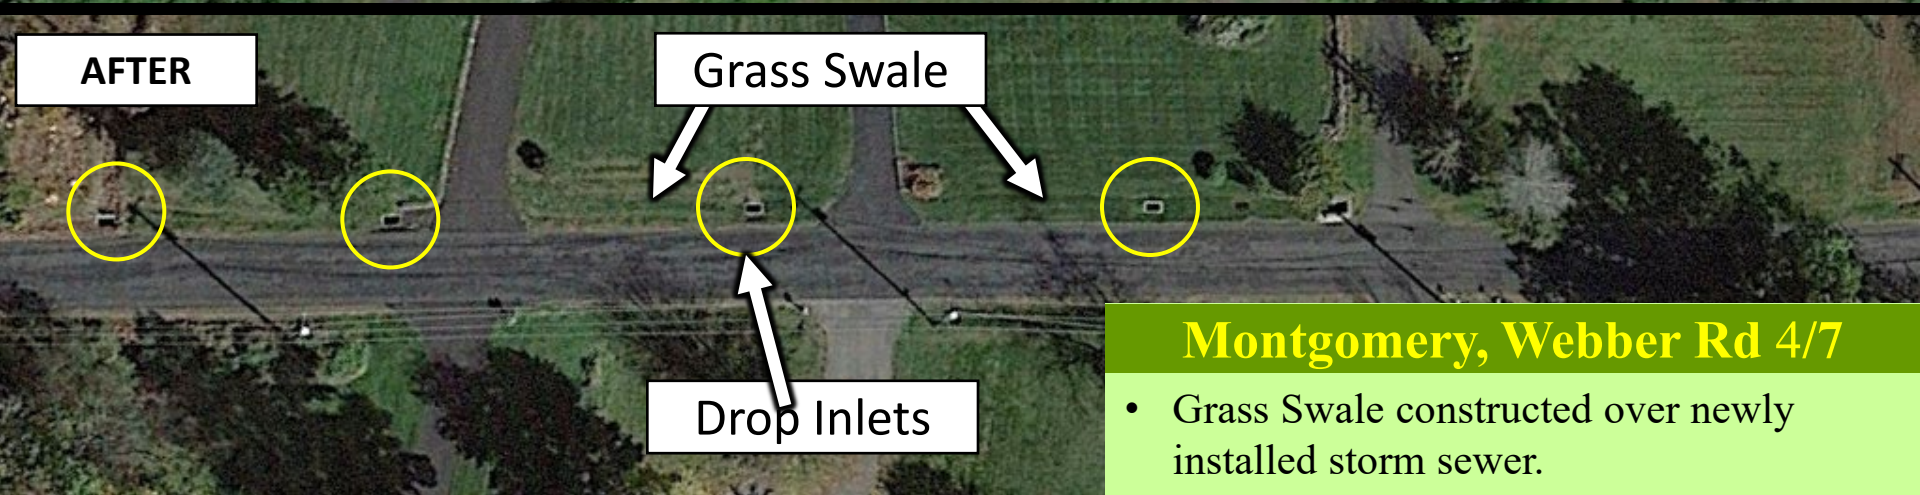 AFTER
Grass Swale
Drop Inlets
Montgomery, Webber Rd 4/7
• Grass Swale constructed over newly
installed storm sewer.